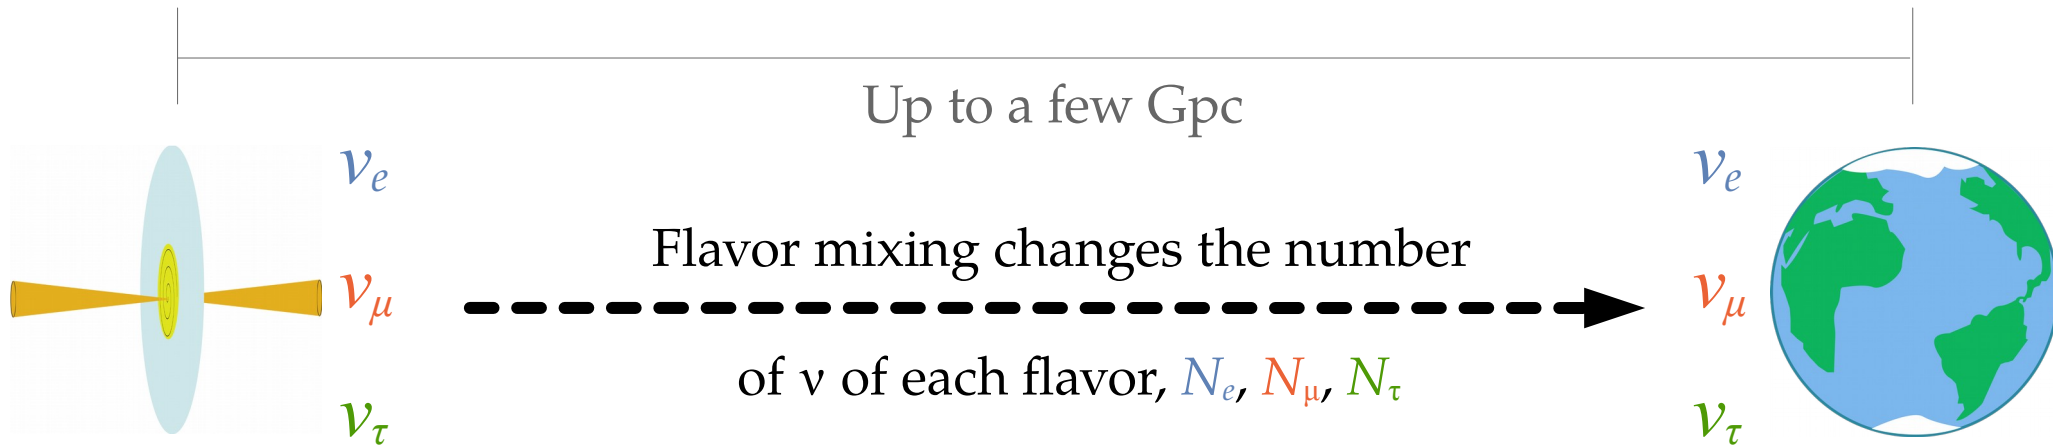 Up to a few Gpc
νe
νe
Flavor mixing changes the number
νμ
νμ
of ν of each flavor, Ne, Nμ, Nτ
ντ
ντ